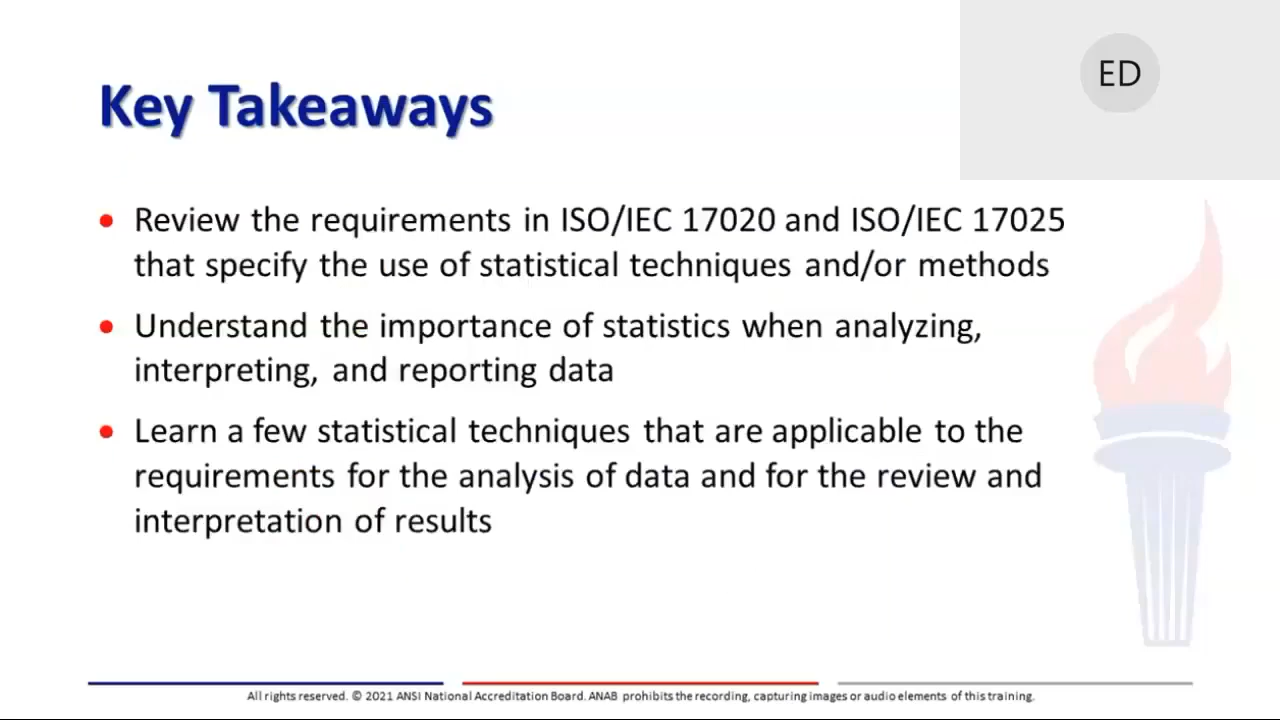 ED
Key Takeaways
• Review the requirements in ISO/IEC 17020 and ISO/IEC 17025
that specify the use of statistical techniques and/or methods
• Understand the importance of statistics when analyzing,
interpreting, and reporting data
• Learn a few statistical techniques that are applicable to the
requirements for the analysis of data and for the review and
interpretation of results
All rights reserved. © 2021 ANSI National Accreditation Board. ANAB prohibits the recording, capturing images or audio elements of this training.